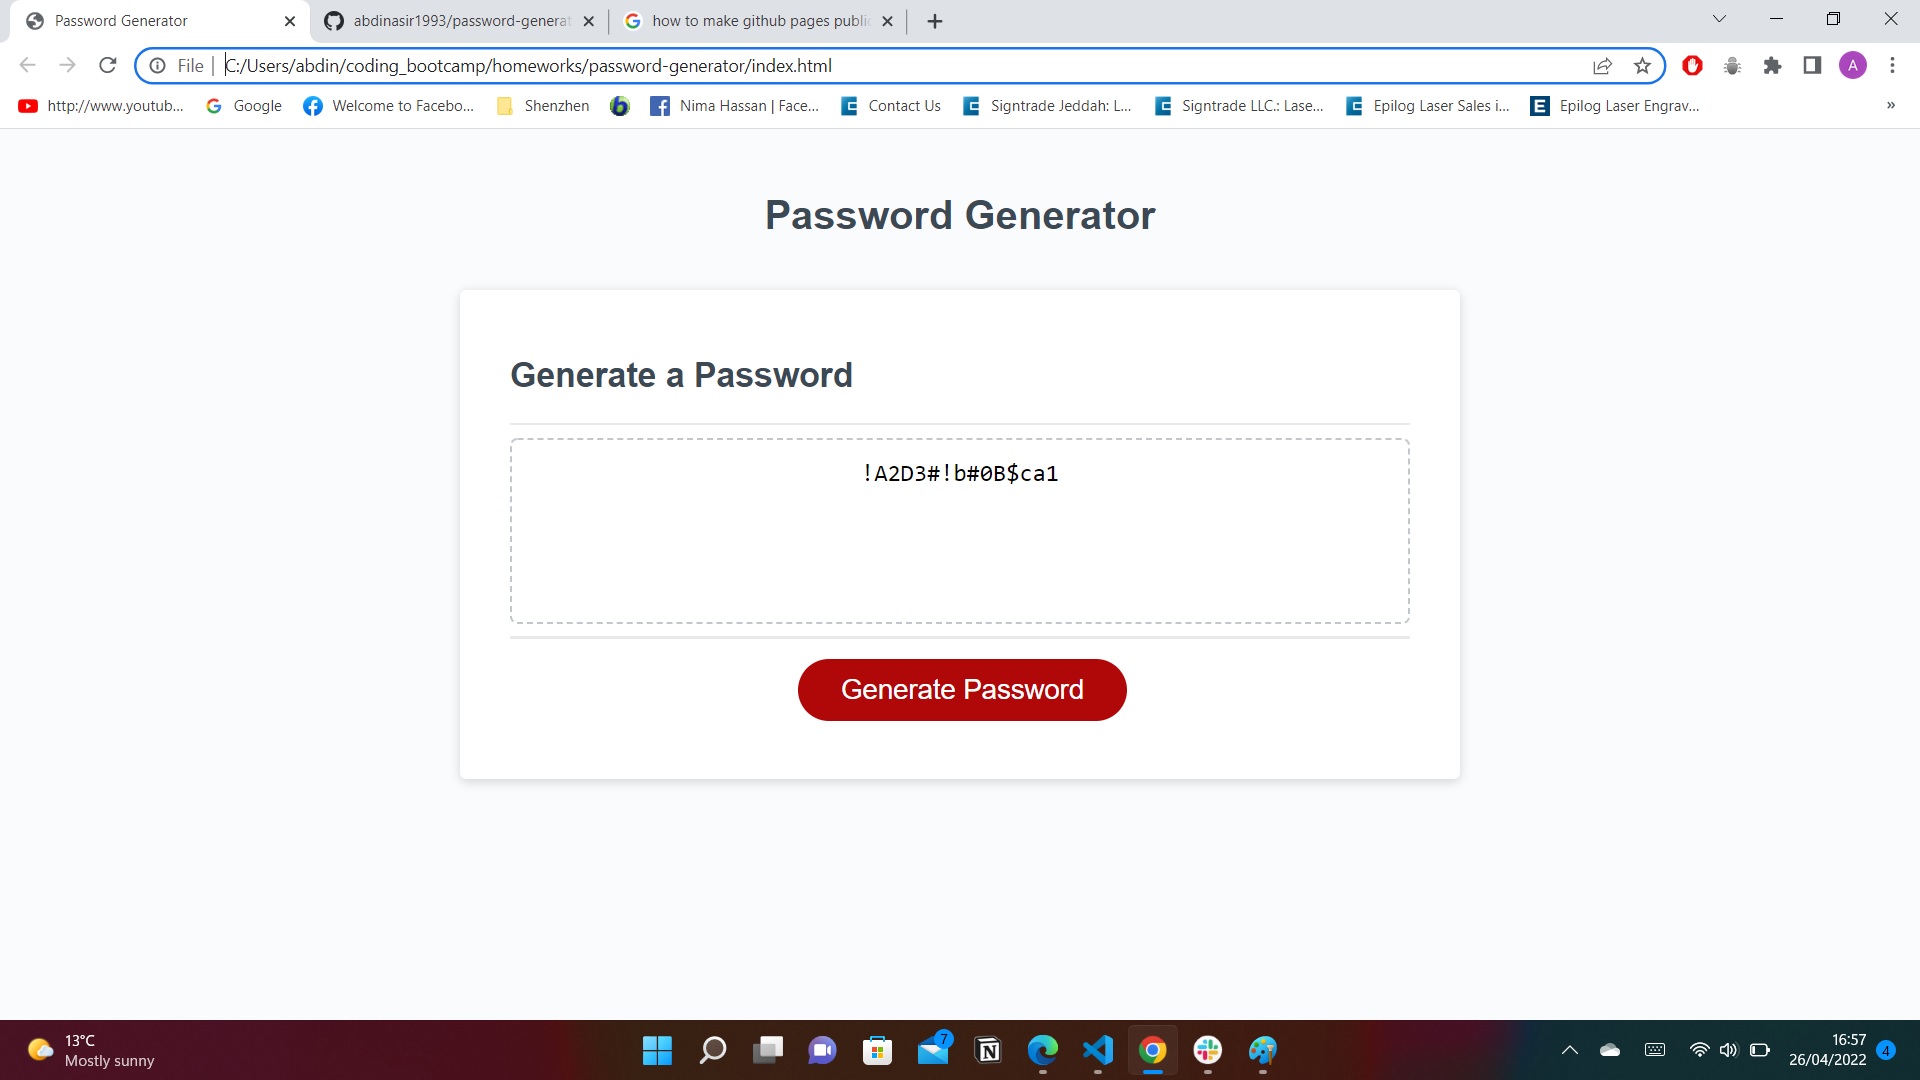 Password Generator
abdinasir1993/password-generat
how to make github pages public
File
C:/Users/abdin/coding_bootcamp/homeworks/password-generator/index.html
A
http://www.youtub...
Google
Welcome to Facebo...
Shenzhen
b
Nima Hassan | Face...
Contact Us
Signtrade Jeddah: L...
Signtrade LLC.: Lase...
Epilog Laser Sales i...
E
Epilog Laser Engrav...
»
Password Generator
Generate a Password
!A2D3#!b#0B$ca1
Generate Password
13°C
Mostly sunny
7
N
16:57
26/04/2022
4